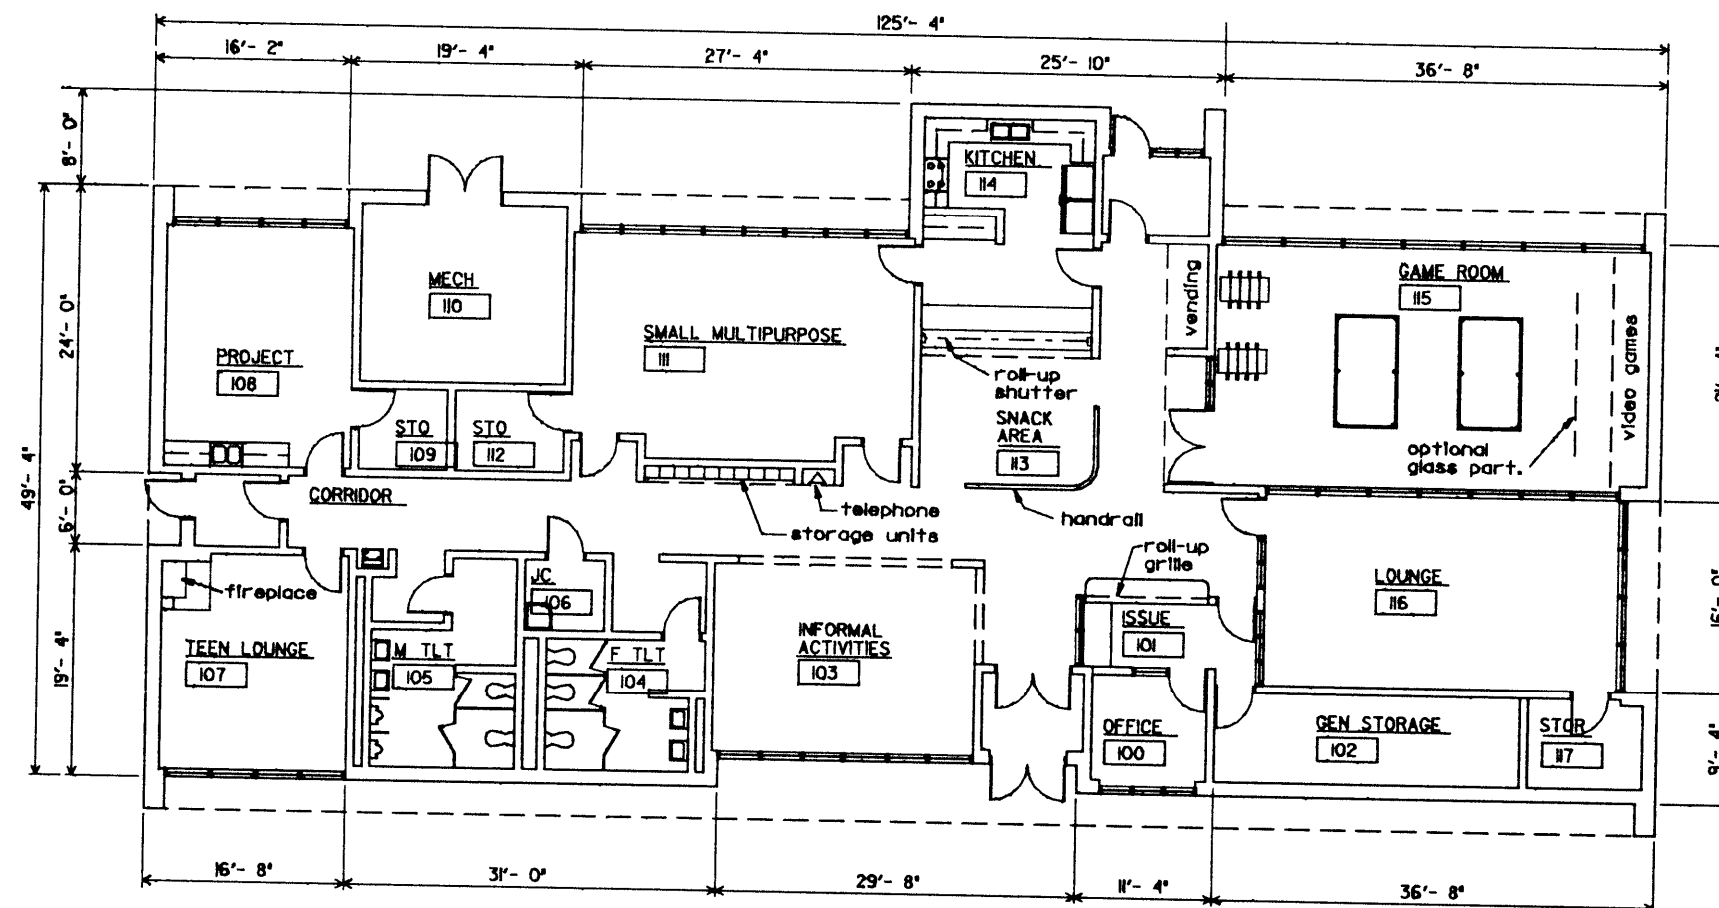 125'- 4"
16'- 2"
19'- 4"
27'- 4"
25'- 10"
36'- 8"
8'- 0"
24'- 0"
49'- 4"
6'- 0"
19'- 4"
KITCHEN
114
MECH
110
GAME ROOM
115
vending
video games
SMALL MULTIPURPOSE
111
PROJECT
108
roll-up
shutter
SNACK
AREA
113
STO
109
STO
112
optional
glass part.
CORRIDOR
telephone
storage units
handrail
roll-up
grille
fireplace
JC
106
LOUNGE
116
ISSUE
101
INFORMAL
ACTIVITIES
103
TEEN LOUNGE
107
M TLT
105
F TLT
104
OFFICE
100
GEN STORAGE
102
STOR
117
16'- 0"
9'- 4"
16'- 8"
31'- 0"
29'- 8"
11'- 4"
36'- 8"